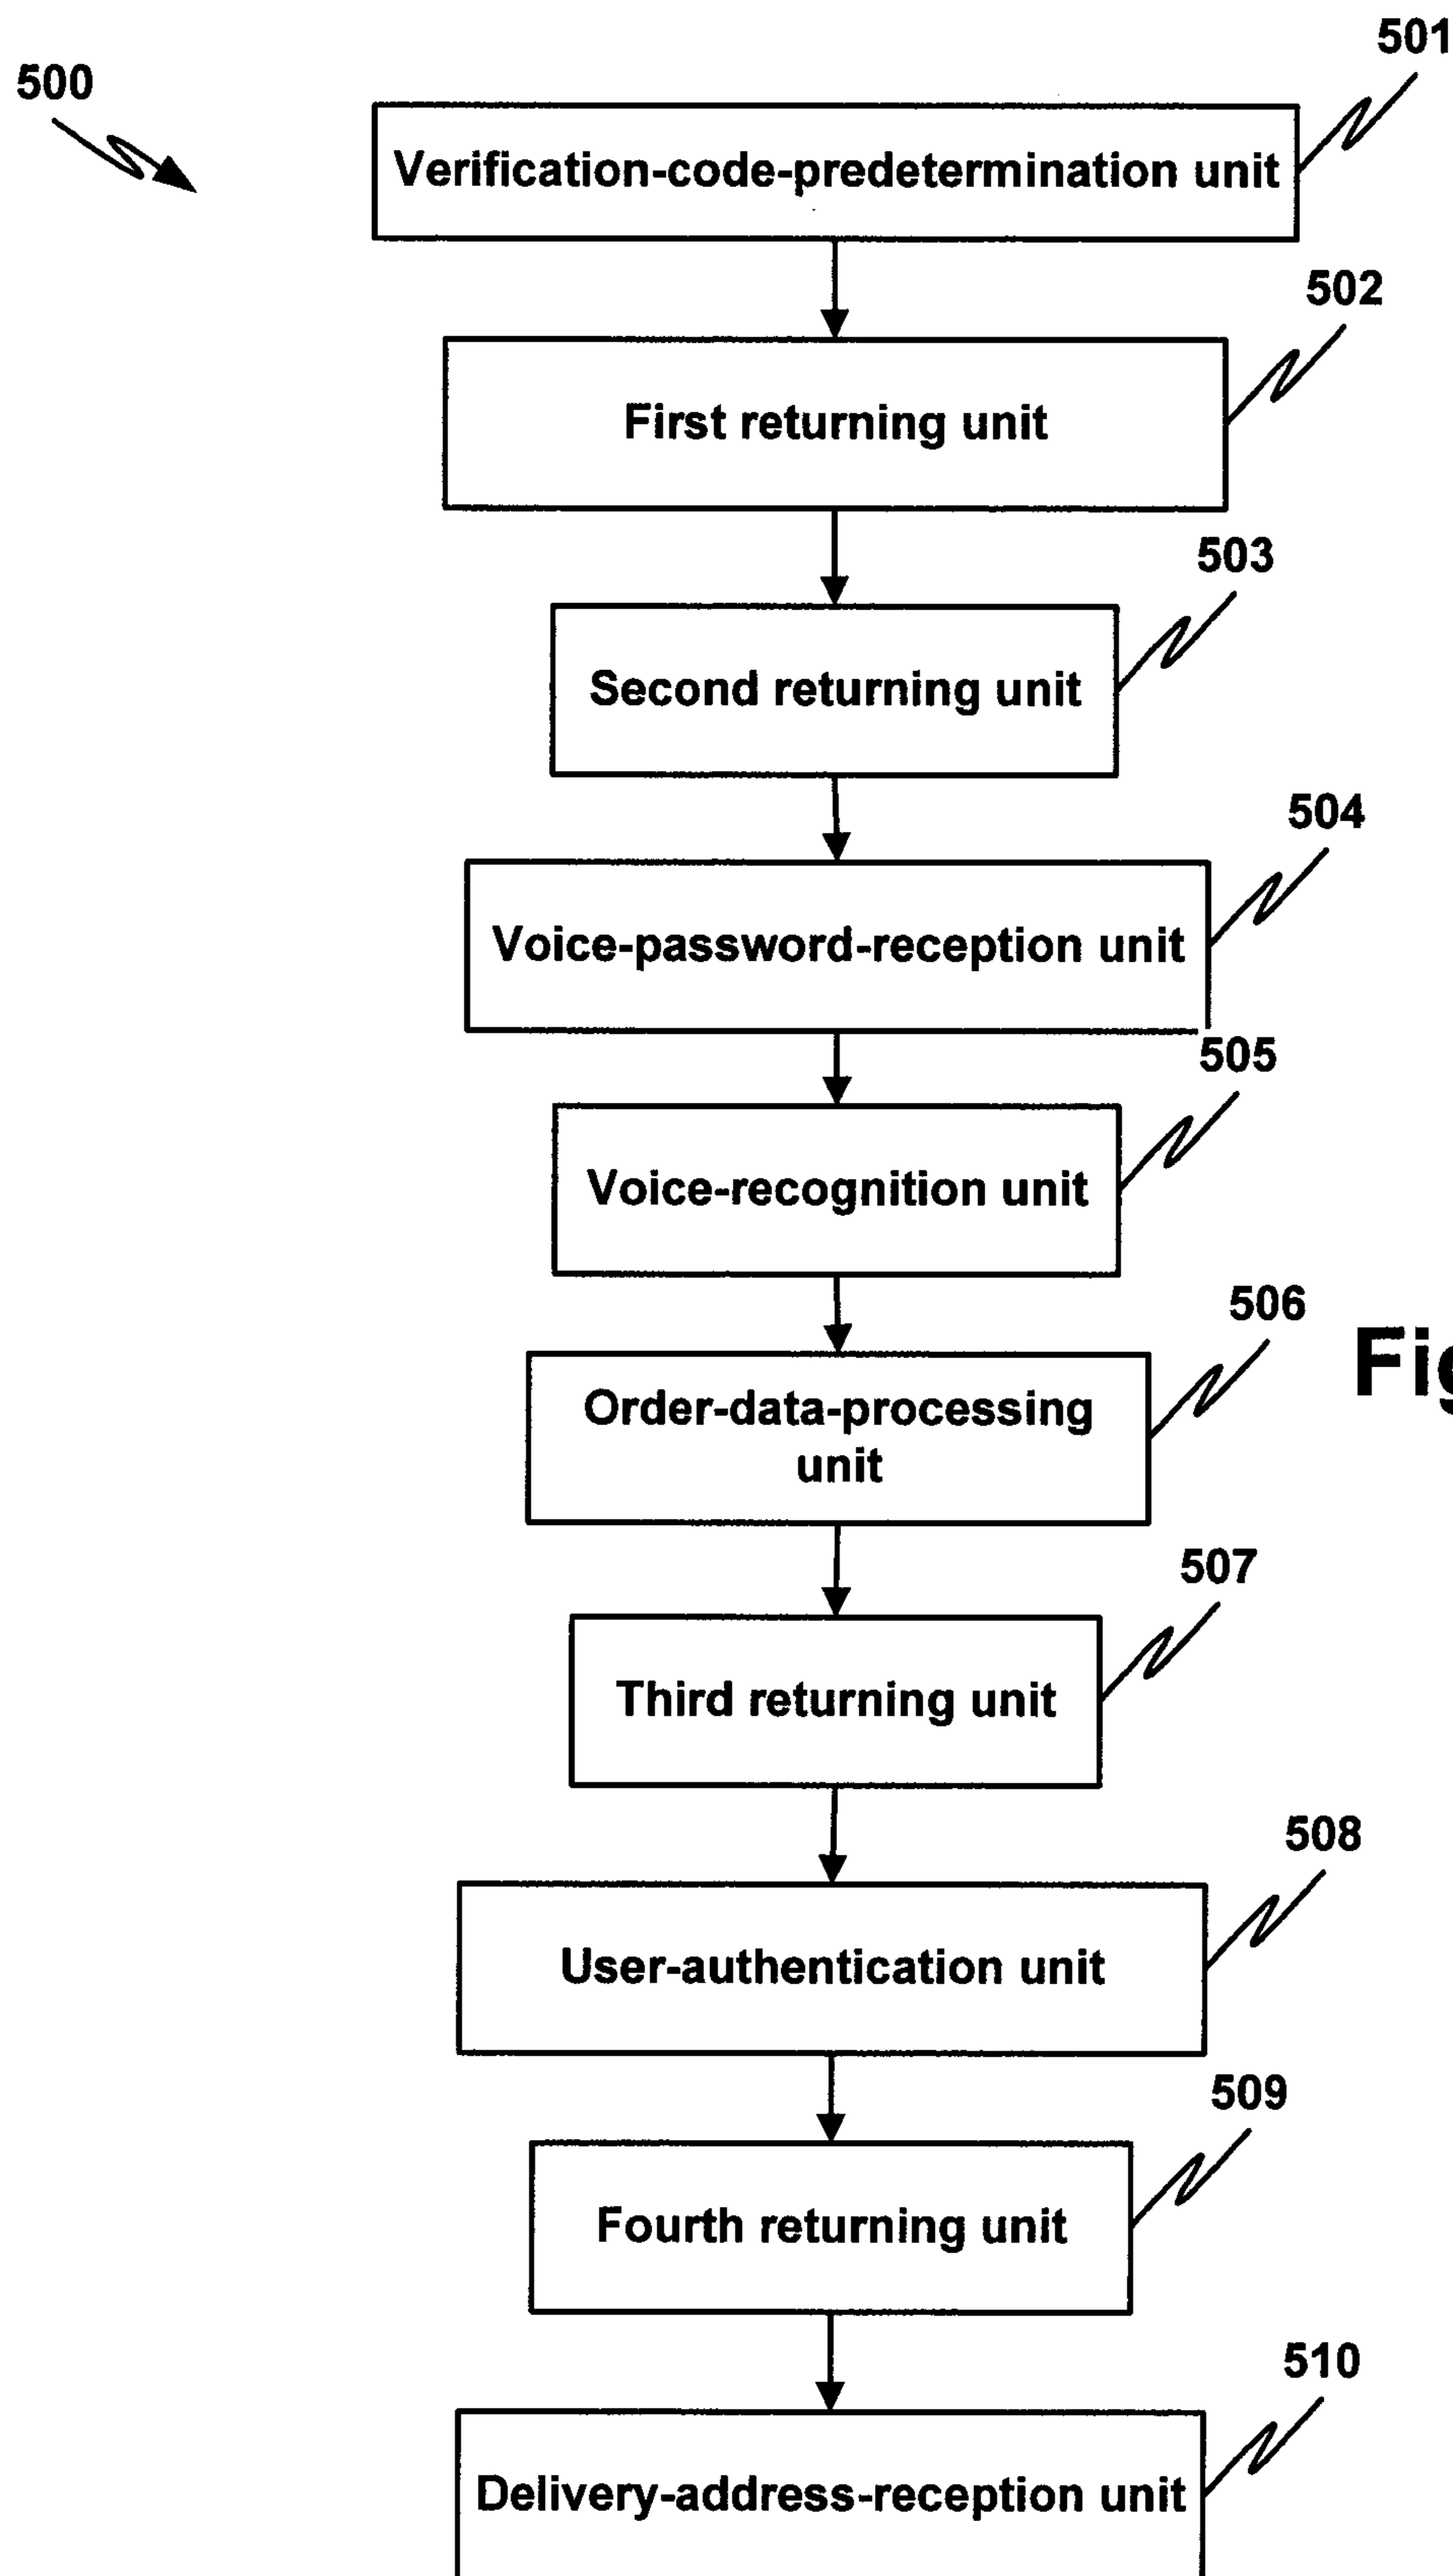 501
500
Verification-code-predetermination unit
502
First returning unit
503
Second returning unit
504
Voice-password-reception unit
505
Voice-recognition unit
506
Order-data-processing
unit
507
Third returning unit
508
User-authentication unit
509
Fourth returning unit
510
Delivery-address-reception unit